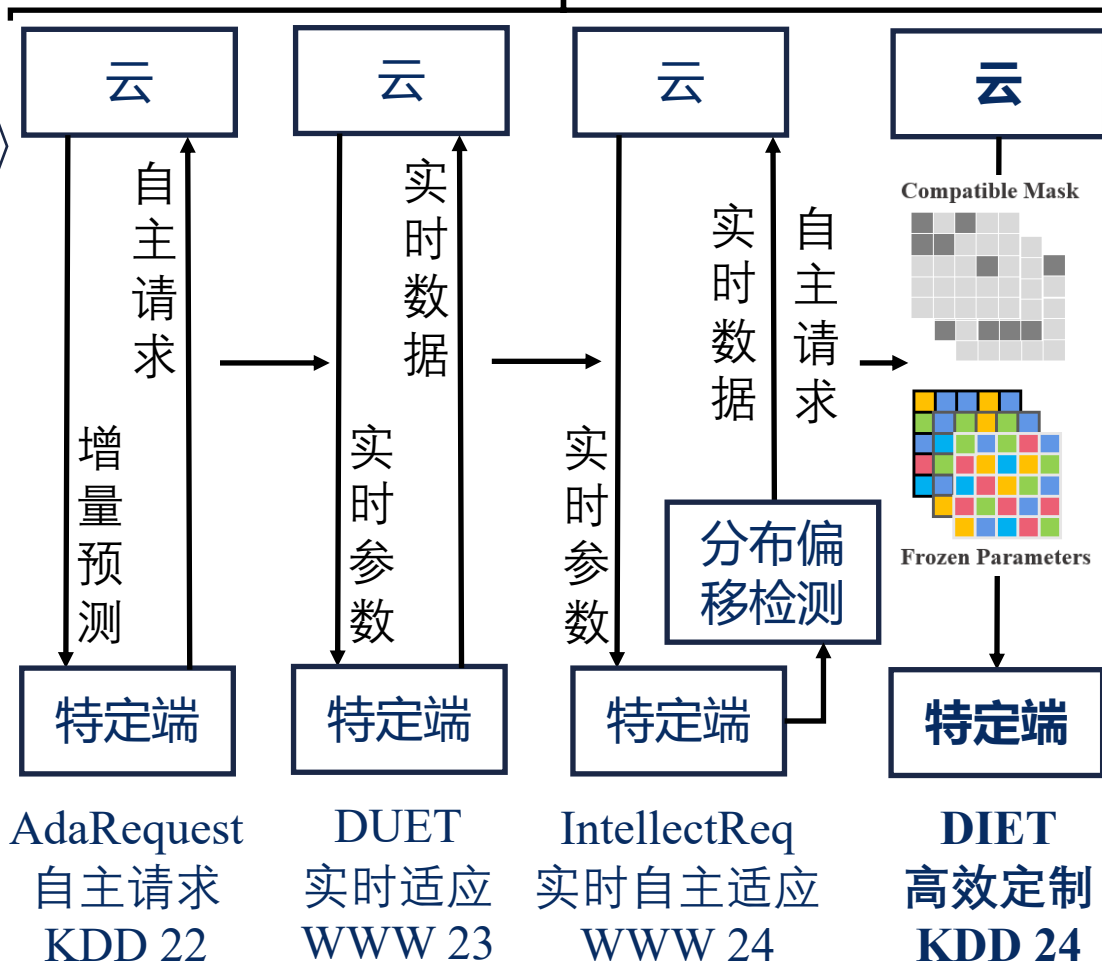 云
自主请求
增量预测
特定端
AdaRequest
自主请求
KDD 22
云
实时数据
实时参数
特定端
DUET
实时适应
WWW 23
云
实时数据
自主请求
实时参数
分布偏
移检测
特定端
IntellectReq
实时自主适应
WWW 24
云
Compatible Mask
Frozen Parameters
特定端
DIET
高效定制
KDD 24